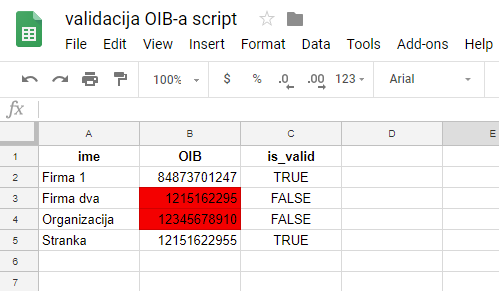 validacija OIB-a script
File Edit View Insert Format Data Tools Add-ons Help
100% $ % .0 .00 123 Arial
fx
A B C D E
1 ime OIB is_valid
2 Firma 1 84873701247 TRUE
3 Firma dva 1215162295 FALSE
4 Organizacija 12345678910 FALSE
5 Stranka 12151622955 TRUE
6
7